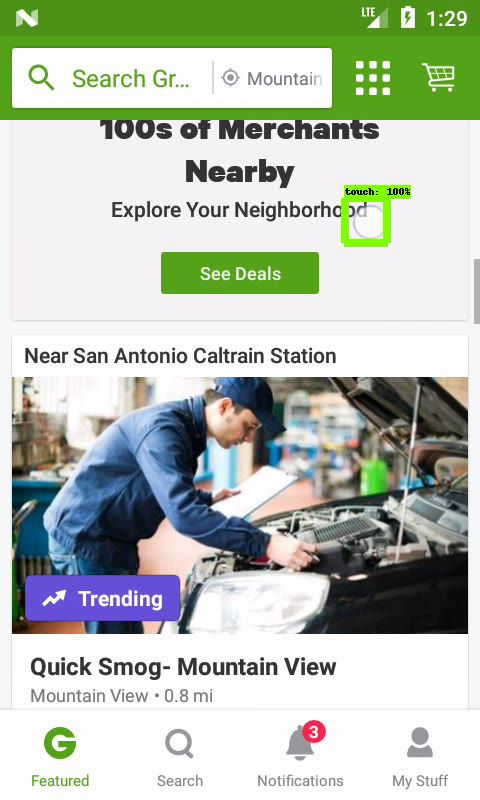 LTE 1:29
Search Gr... Mountain
100s of Merchants
Nearby
touch: 100%
Explore Your Neighborhood
See Deals
Near San Antonio Caltrain Station
Trending
Quick Smog- Mountain View
Mountain View • 0.8 mi
3
Featured Search Notifications My Stuff